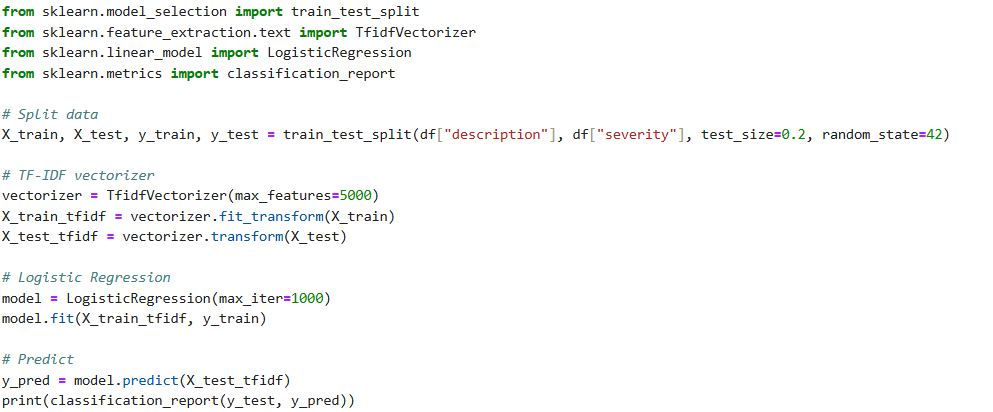 from sklearn.model_selection import train_test_split
from sklearn.feature_extraction.text import TfidfVectorizer
from sklearn.linear_model import LogisticRegression
from sklearn.metrics import classification_report
# Split data
X_train, X_test, y_train, y_test = train_test_split(df["description"], df["severity"], test_size=0.2, random_state=42)
# TF-IDF vectorizer
vectorizer = TfidfVectorizer(max_features=5000)
X_train_tfidf = vectorizer.fit_transform(X_train)
X_test_tfidf = vectorizer.transform(X_test)
# Logistic Regression
model = LogisticRegression(max_iter=1000)
model.fit(X_train_tfidf, y_train)
# Predict
y_pred = model.predict(X_test_tfidf)
print(classification_report(y_test, y_pred))